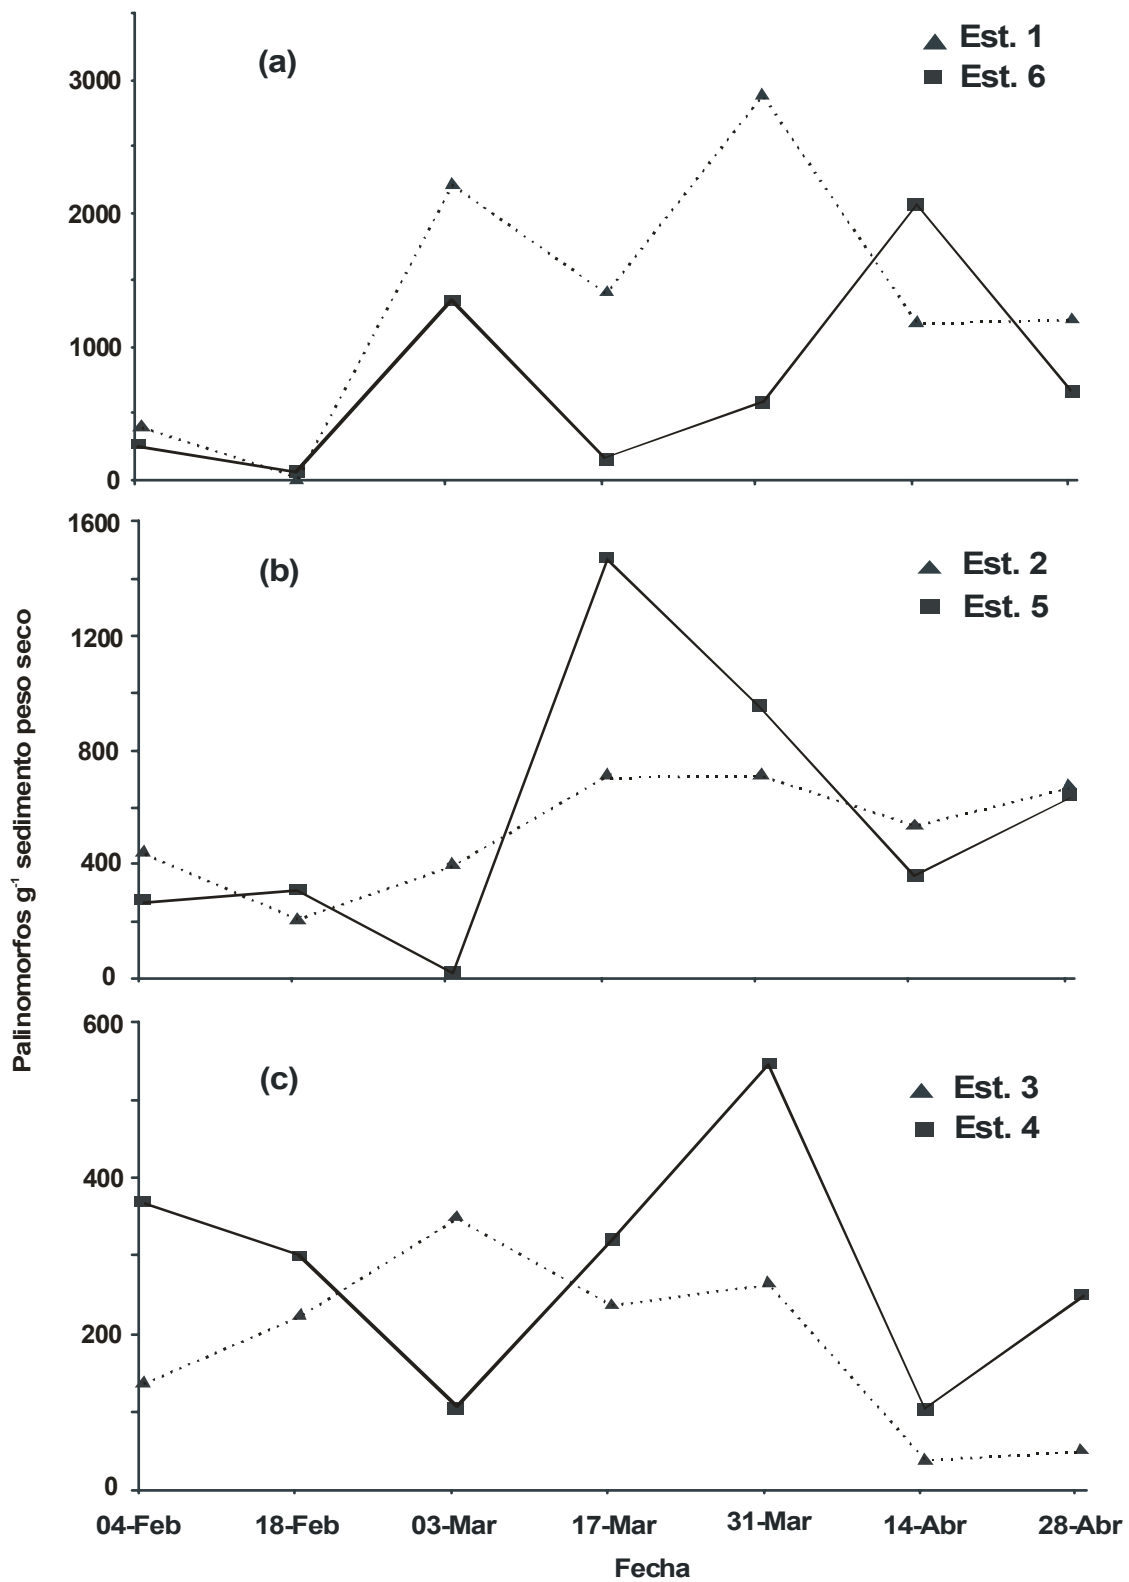 (a)
Est. 1
Est. 6
3000
2000
1000
0
1600
(b)
Est. 2
Est. 5
1200
800
400
0
Palinomorfos g-1 sedimento peso seco
600
(c)
Est. 3
Est. 4
400
200
0
04-Feb 18-Feb 03-Mar 17-Mar 31-Mar 14-Abr 28-Abr
Fecha